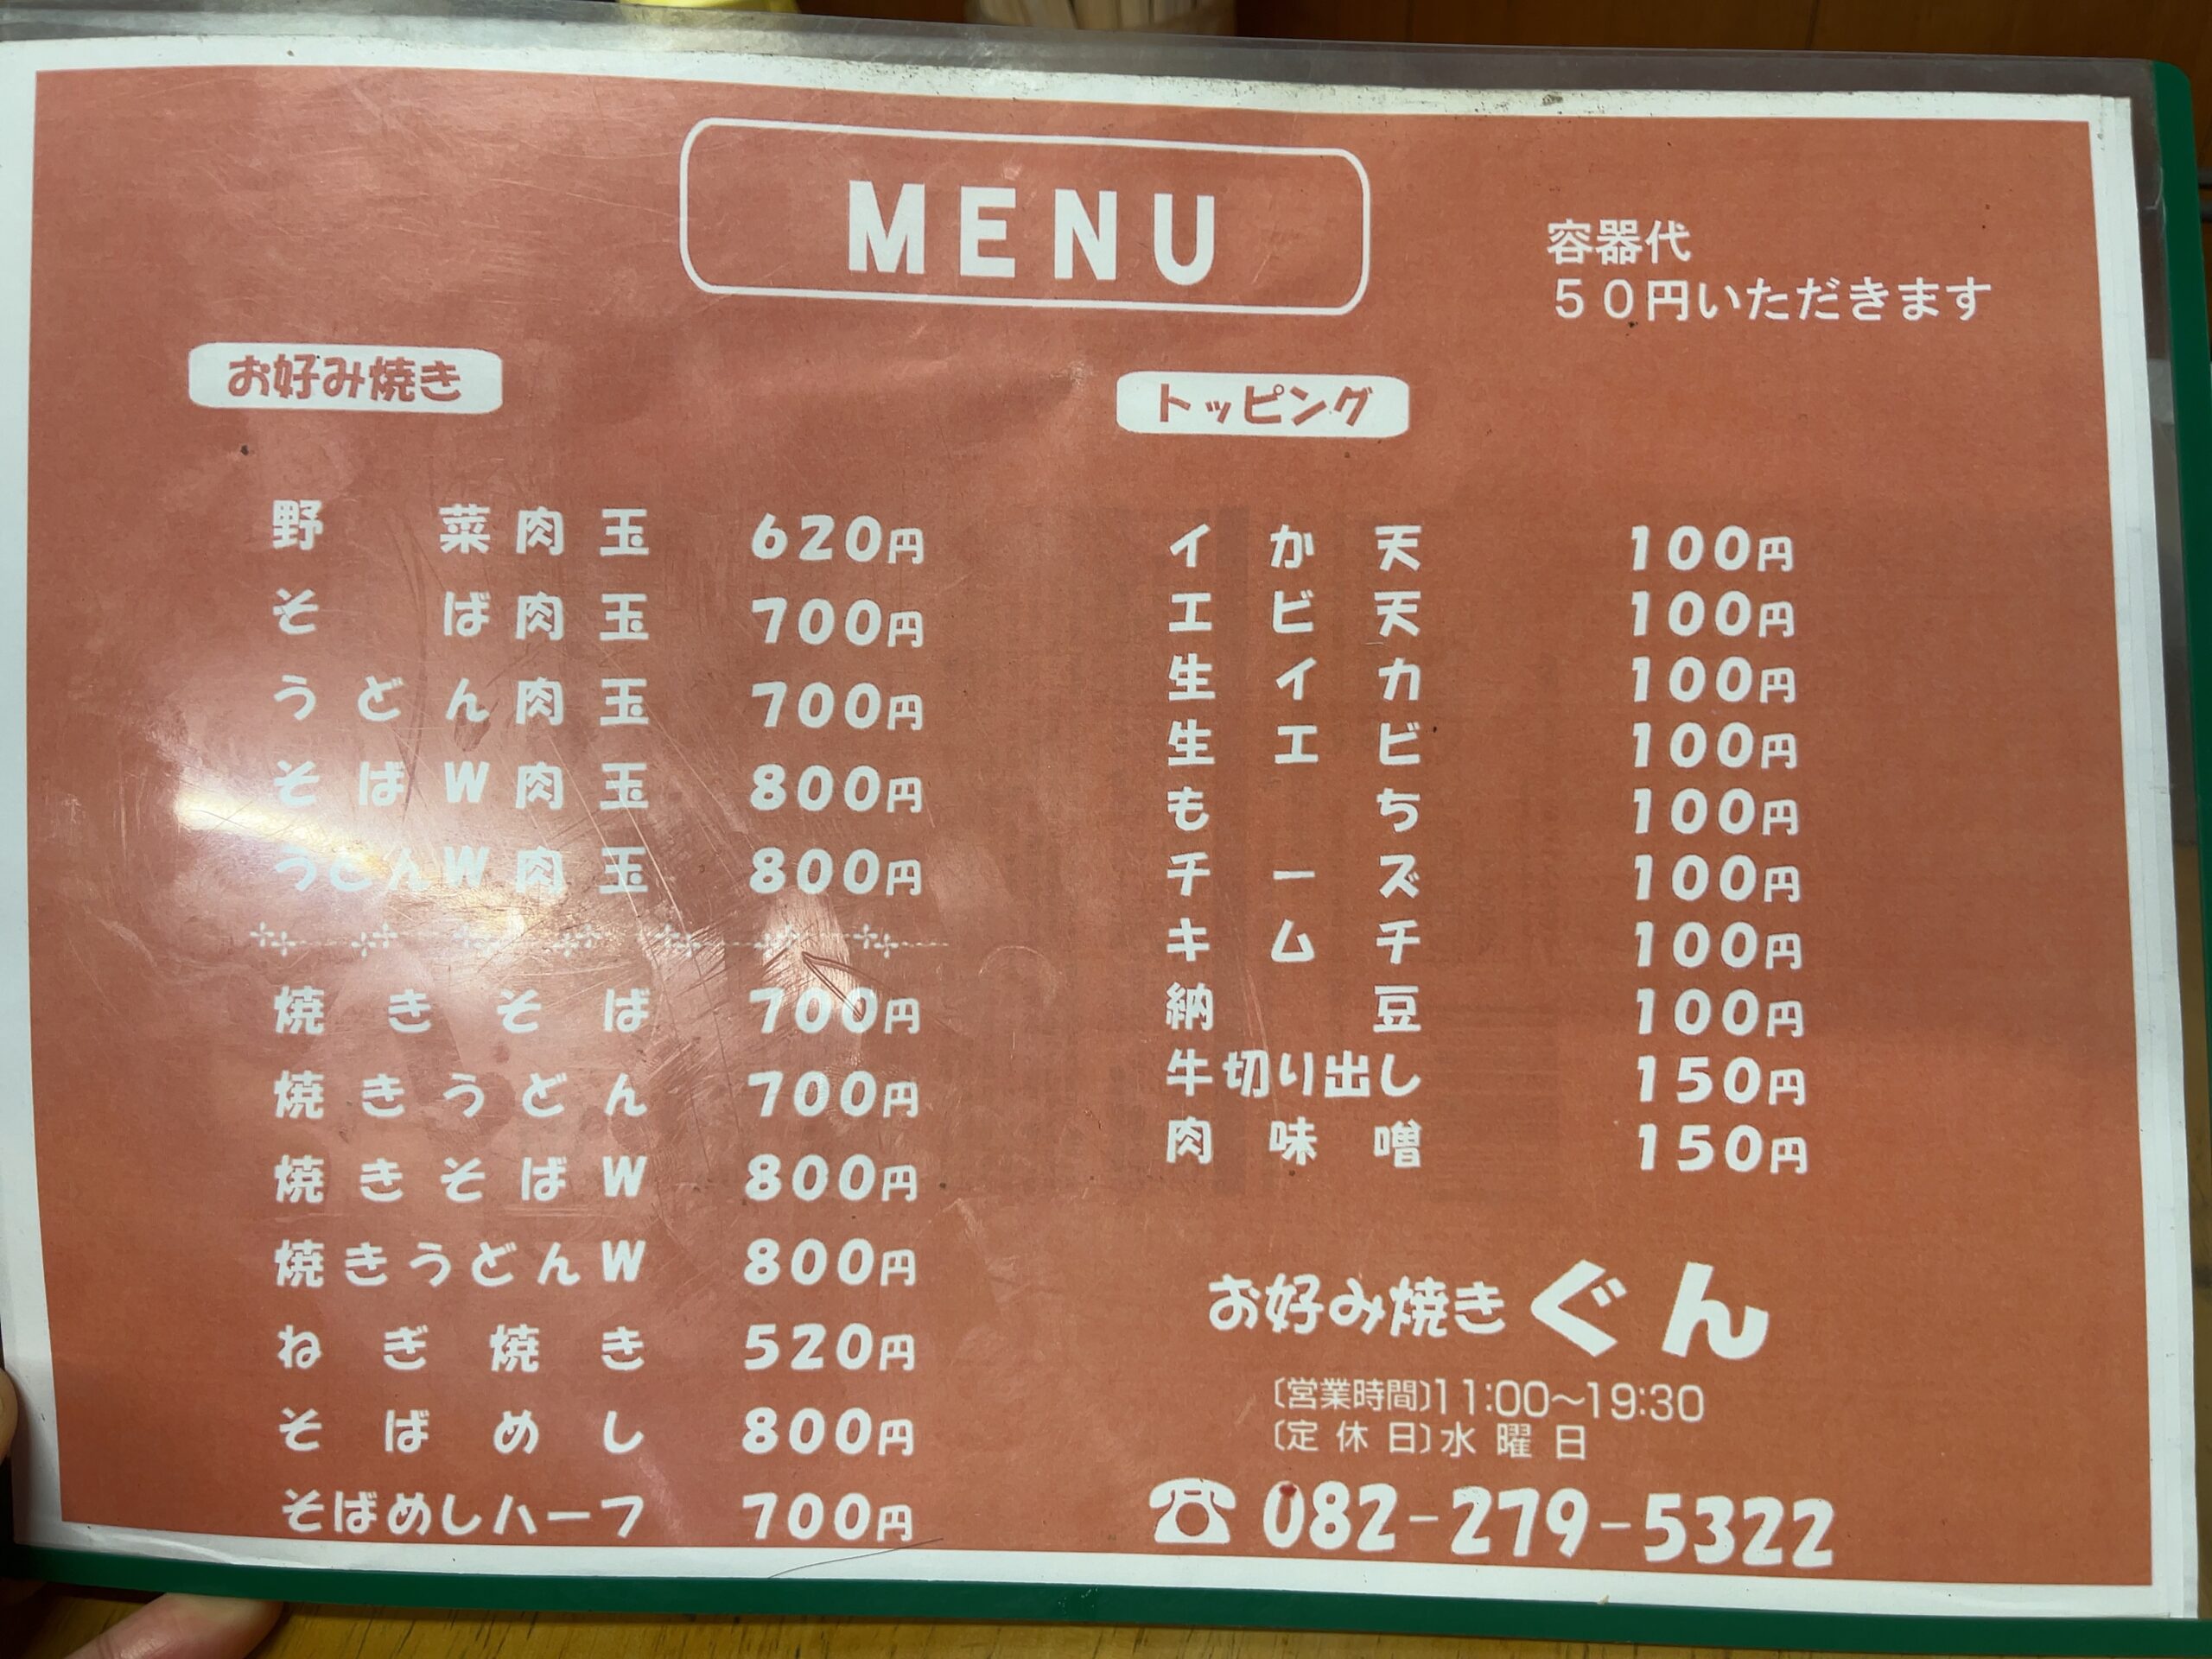 MENU
容器代
50円いただきます
お好み焼き
野菜肉玉 620円
そば肉玉 700円
うどん肉玉 700円
そばW肉玉 800円
うどんW肉玉 800円
焼きそば 700円
焼きうどん 700円
焼きそばW 800円
焼きうどんW 800円
ねぎ焼き 520円
そばめし 800円
そばめしハーフ 700円
トッピング
イか天 100円
エビ天 100円
生イカ 100円
生エビ 100円
もち 100円
チーズ 100円
キムチ 100円
納豆 100円
牛切り出し 150円
肉味噌 150円
お好み焼き ぐん
〔営業時間〕11:00〜19:30
〔定休日〕水曜日
☎082-279-5322